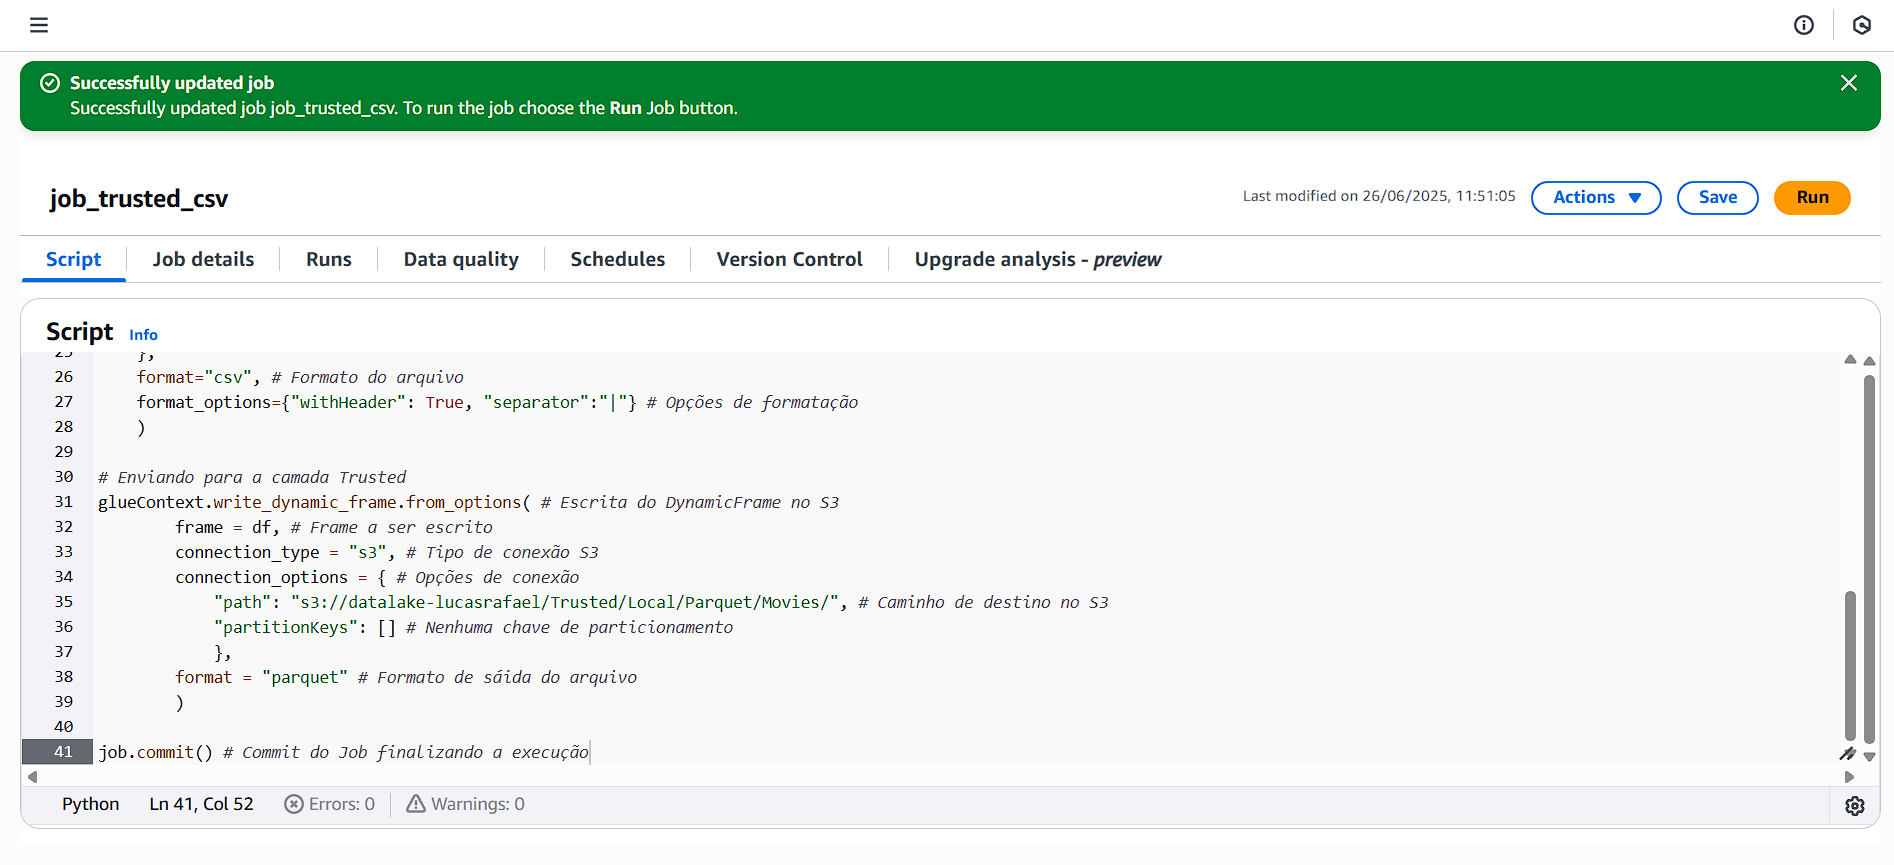 Successfully updated job
Successfully updated job job_trusted_csv. To run the job choose the Run Job button.
job_trusted_csv
Last modified on 26/06/2025, 11:51:05
Actions
Save
Run
Script
Job details
Runs
Data quality
Schedules
Version Control
Upgrade analysis - preview
Script Info
25 },
26 format="csv", # Formato do arquivo
27 format_options={"withHeader": True, "separator":"|"} # Opções de formatação
28 )
29
30 # Enviando para a camada Trusted
31 glueContext.write_dynamic_frame.from_options( # Escrita do DynamicFrame no S3
32 frame = df, # Frame a ser escrito
33 connection_type = "s3", # Tipo de conexão S3
34 connection_options = { # Opções de conexão
35 "path": "s3://datalake-lucasrafael/Trusted/Local/Parquet/Movies/", # Caminho de destino no S3
36 "partitionKeys": [] # Nenhuma chave de particionamento
37 },
38 format = "parquet" # Formato de sáida do arquivo
39 )
40
41 job.commit() # Commit do Job finalizando a execução
Python
Ln 41, Col 52
Errors: 0
Warnings: 0